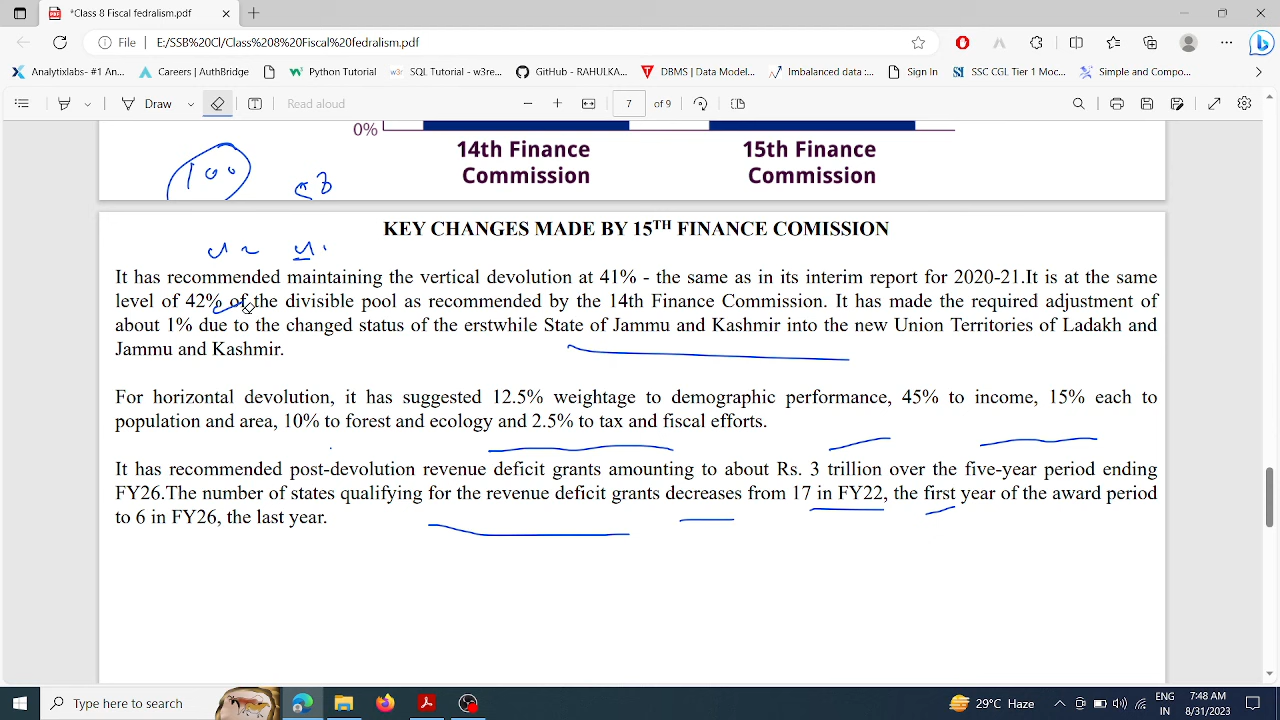 *Class 8 Fiscal fedralism.pdf
File E:/SSB%20CI/Class%208%20Fiscal%20fedralism.pdf
Analytixlabs - #1 An... Careers | AuthBridge Python Tutorial SQL Tutorial - w3re... GitHub - RAHULKA... DBMS | Data Model... Imbalanced data :... Sign In SSC CGL Tier 1 Moc... Simple and Compo...
Draw Read aloud 7 of 9
0%
14th Finance Commission
15th Finance Commission
100
KEY CHANGES MADE BY 15TH FINANCE COMISSION
It has recommended maintaining the vertical devolution at 41% - the same as in its interim report for 2020-21.It is at the same
level of 42% of the divisible pool as recommended by the 14th Finance Commission. It has made the required adjustment of
about 1% due to the changed status of the erstwhile State of Jammu and Kashmir into the new Union Territories of Ladakh and
Jammu and Kashmir.
For horizontal devolution, it has suggested 12.5% weightage to demographic performance, 45% to income, 15% each to
population and area, 10% to forest and ecology and 2.5% to tax and fiscal efforts.
It has recommended post-devolution revenue deficit grants amounting to about Rs. 3 trillion over the five-year period ending
FY26.The number of states qualifying for the revenue deficit grants decreases from 17 in FY22, the first year of the award period
to 6 in FY26, the last year.
Type here to search
29°C Haze
ENG
IN
7:48 AM
8/31/2023